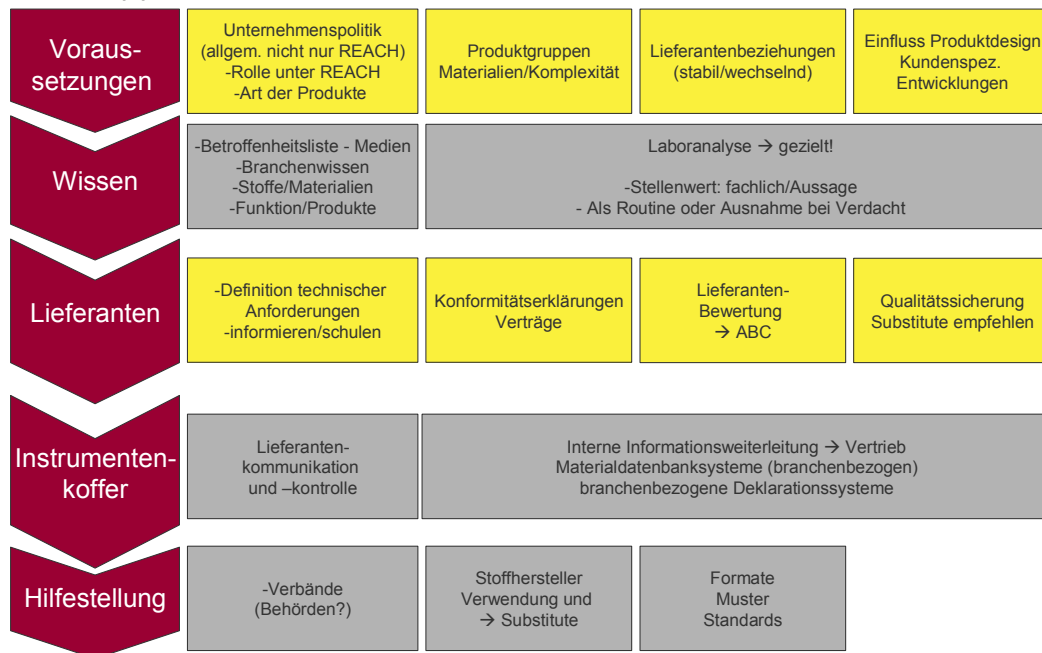 Voraus-
setzungen
Unternehmenspolitik
(allgem. nicht nur REACH)
-Rolle unter REACH
-Art der Produkte
Produktgruppen
Materialien/Komplexität
Lieferantenbeziehungen
(stabil/wechselnd)
Einfluss Produktdesign
Kundenspez.
Entwicklungen
Wissen
-Betroffenheitsliste - Medien
-Branchenwissen
-Stoffe/Materialien
-Funktion/Produkte
Laboranalyse → gezielt!
-Stellenwert: fachlich/Aussage
- Als Routine oder Ausnahme bei Verdacht
Lieferanten
-Definition technischer
Anforderungen
-informieren/schulen
Konformitätserklärungen
Verträge
Lieferanten-
Bewertung
→ ABC
Qualitätssicherung
Substitute empfehlen
Instrumenten-
koffer
Lieferanten-
kommunikation
und –kontrolle
Interne Informationsweiterleitung → Vertrieb
Materialdatenbanksysteme (branchenbezogen)
branchenbezogene Deklarationssysteme
Hilfestellung
-Verbände
(Behörden?)
Stoffhersteller
Verwendung und
→ Substitute
Formate
Muster
Standards